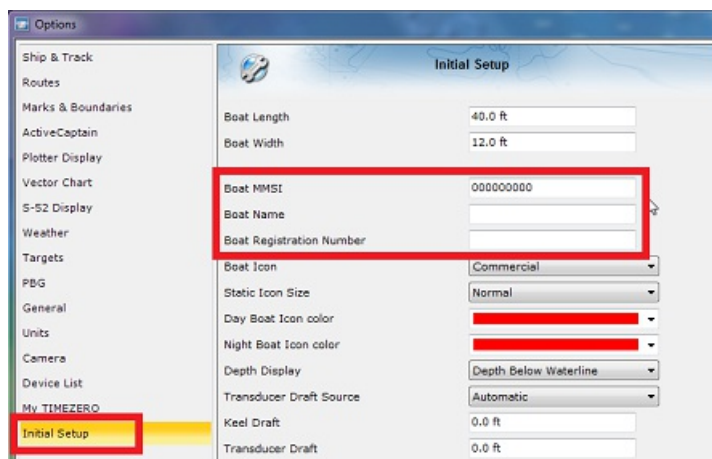 Options
Ship & Track
Routes
Marks & Boundaries
ActiveCaptain
Plotter Display
Vector Chart
S-52 Display
Weather
Targets
PBG
General
Units
Camera
Device List
My TIMEZERO
Initial Setup
Initial Setup
Boat Length 40.0 ft
Boat Width 12.0 ft
Boat MMSI 000000000
Boat Name
Boat Registration Number
Boat Icon Commercial
Static Icon Size Normal
Day Boat Icon color
Night Boat Icon color
Depth Display Depth Below Waterline
Transducer Draft Source Automatic
Keel Draft 0.0 ft
Transducer Draft 0.0 ft